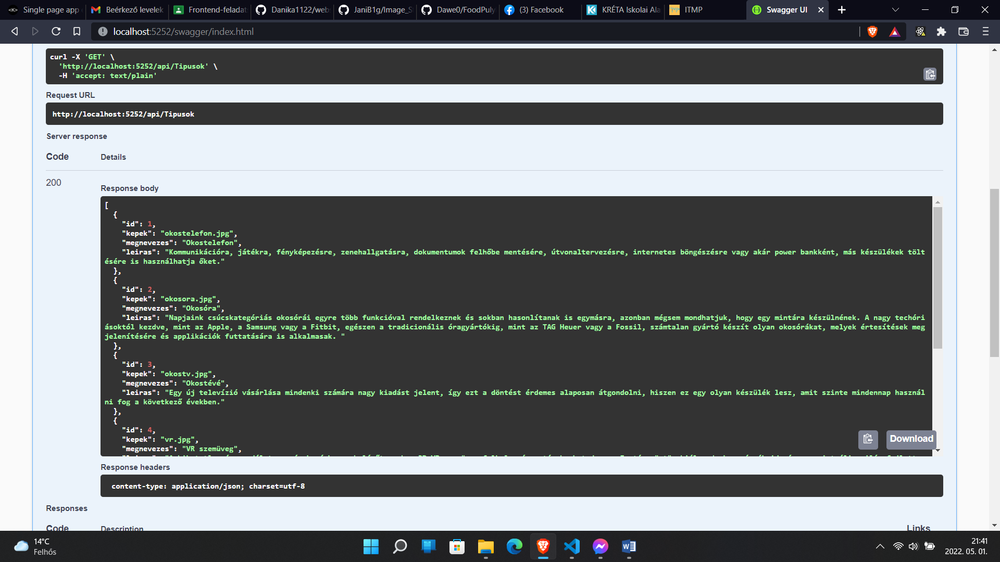 Single page app
Beérkező levelek
Frontend-felada
Danika1122/web
JaniB1g/Image_S
Dawe0/FoodPuly
(3) Facebook
KRÉTA Iskolai Ala
ITMP
Swagger UI
localhost:5252/swagger/index.html
curl -X 'GET' \
'http://localhost:5252/api/Tipusok' \
-H 'accept: text/plain'
Request URL
http://localhost:5252/api/Tipusok
Server response
Code Details
200
Response body
[
{
"id": 1,
"kepek": "okostelefon.jpg",
"megnevezes": "Okostelefon",
"leiras": "Kommunikációra, játékra, fényképezésre, zenehallgatásra, dokumentumok felhőbe mentésére, útvonaltervezésre, internetes böngészésre vagy akár power bankként, más készülékek tölt
ésére is használhatja őket."
},
{
"id": 2,
"kepek": "okosora.jpg",
"megnevezes": "Okosóra",
"leiras": "Napjaink csúcskategóriás okosórái egyre több funkcióval rendelkeznek és sokban hasonlítanak is egymásra, azonban mégsem mondhatjuk, hogy egy mintára készülnének. A nagy techóri
ásoktól kezdve, mint az Apple, a Samsung vagy a Fitbit, egészen a tradicionális óragyártókig, mint az TAG Heuer vagy a Fossil, számtalan gyártó készít olyan okosórákat, melyek értesítések meg
jelenítésére és applikációk futtatására is alkalmasak. "
},
{
"id": 3,
"kepek": "okostv.jpg",
"megnevezes": "Okostévé",
"leiras": "Egy új televízió vásárlása mindenki számára nagy kiadást jelent, így ezt a döntést érdemes alaposan átgondolni, hiszen ez egy olyan készülék lesz, amit szinte mindennap használ
ni fog a következő években."
},
{
"id": 4,
"kepek": "vr.jpg",
"megnevezes": "VR szemüveg",
Download
Response headers
content-type: application/json; charset=utf-8
Responses
Code Description Links
14°C
Felhős
21:41
2022. 05. 01.